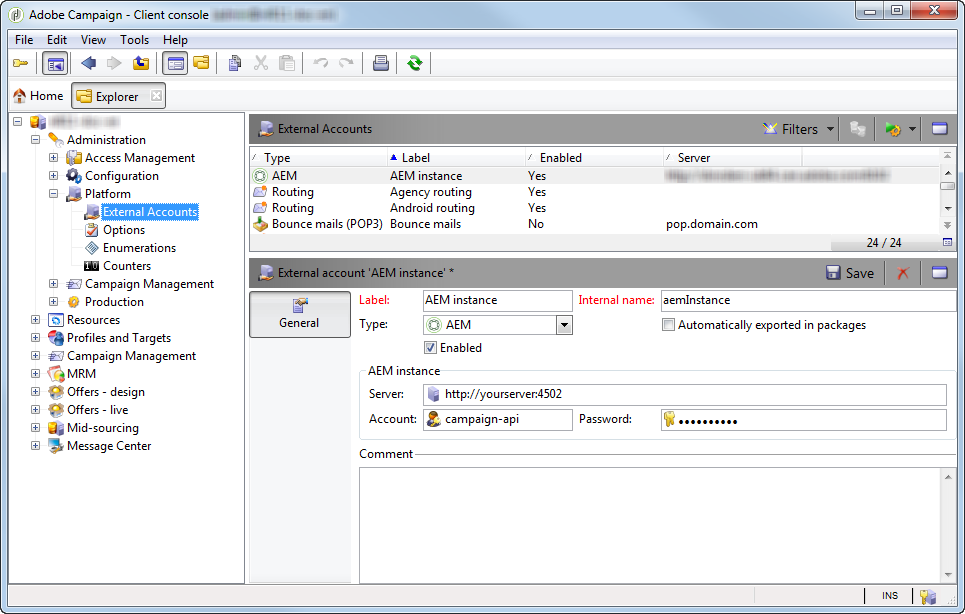 Adobe Campaign - Client console
File Edit View Tools Help
Home Explorer
Administration
Access Management
Configuration
Platform
External Accounts
Options
Enumerations
Counters
Campaign Management
Production
Resources
Profiles and Targets
Campaign Management
MRM
Offers - design
Offers - live
Mid-sourcing
Message Center
External Accounts Filters
Type Label Enabled Server
AEM AEM instance Yes
Routing Agency routing Yes
Routing Android routing Yes
Bounce mails (POP3) Bounce mails No pop.domain.com
24 / 24
External account 'AEM instance' * Save
General
Label: AEM instance Internal name: aemInstance
Type: AEM Automatically exported in packages
Enabled
AEM instance
Server: http://yourserver:4502
Account: campaign-api Password: ••••••••••
Comment
INS